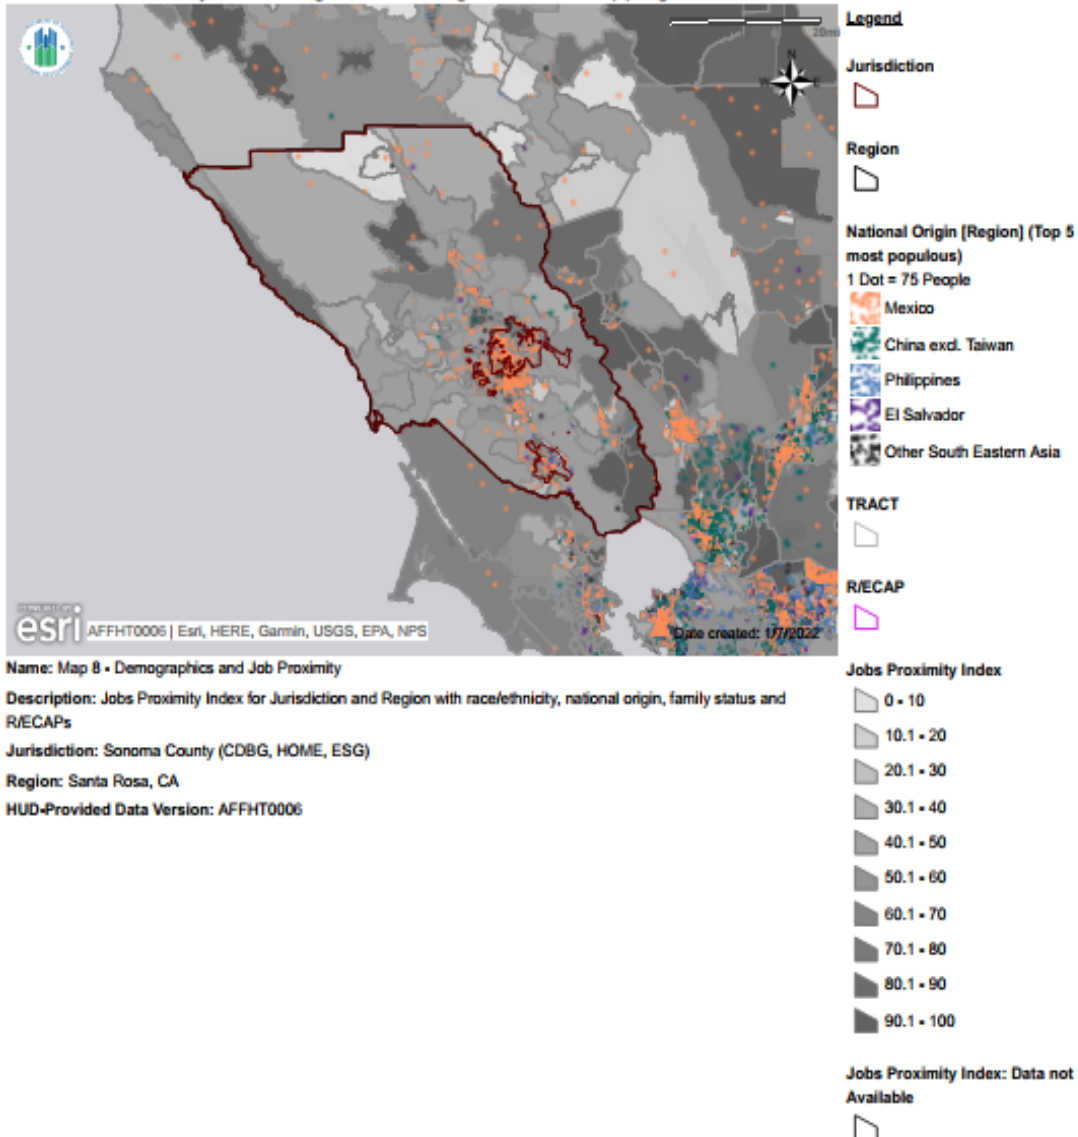 20mi
N
W
E
S
esri
AFFHT0006 | Esri, HERE, Garmin, USGS, EPA, NPS
Date created: 1/7/2022
Name: Map 8 - Demographics and Job Proximity
Description: Jobs Proximity Index for Jurisdiction and Region with race/ethnicity, national origin, family status and
R/ECAPs
Jurisdiction: Sonoma County (CDBG, HOME, ESG)
Region: Santa Rosa, CA
HUD-Provided Data Version: AFFHT0006
Legend
Jurisdiction
Region
National Origin [Region] (Top 5
most populous)
1 Dot = 75 People
Mexico
China excl. Taiwan
Philippines
El Salvador
Other South Eastern Asia
TRACT
R/ECAP
Jobs Proximity Index
0 - 10
10.1 - 20
20.1 - 30
30.1 - 40
40.1 - 50
50.1 - 60
60.1 - 70
70.1 - 80
80.1 - 90
90.1 - 100
Jobs Proximity Index: Data not
Available